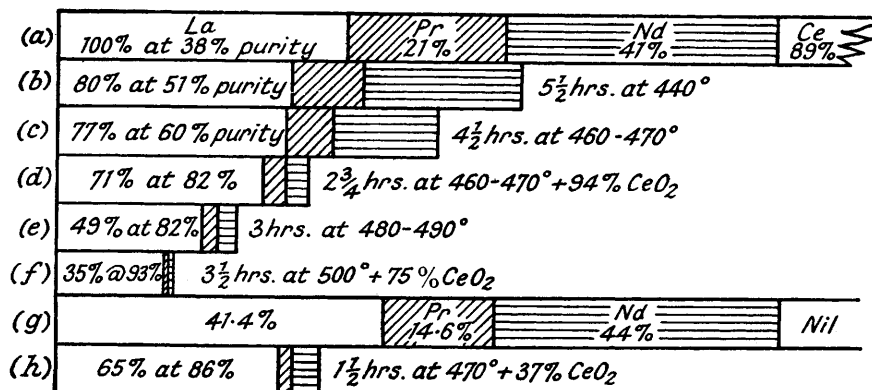 (a) La 100% at 38% purity Pr 21% Nd 41% Ce 89%
(b) 80% at 51% purity 5½ hrs. at 440°
(c) 77% at 60% purity 4½ hrs. at 460-470°
(d) 71% at 82% 2¾ hrs. at 460-470° + 94% CeO₂
(e) 49% at 82% 3 hrs. at 480-490°
(f) 35% @ 93% 3½ hrs. at 500° + 75% CeO₂
(g) 41·4% Pr 14·6% Nd 44% Nil
(h) 65% at 86% 1½ hrs. at 470° + 37% CeO₂